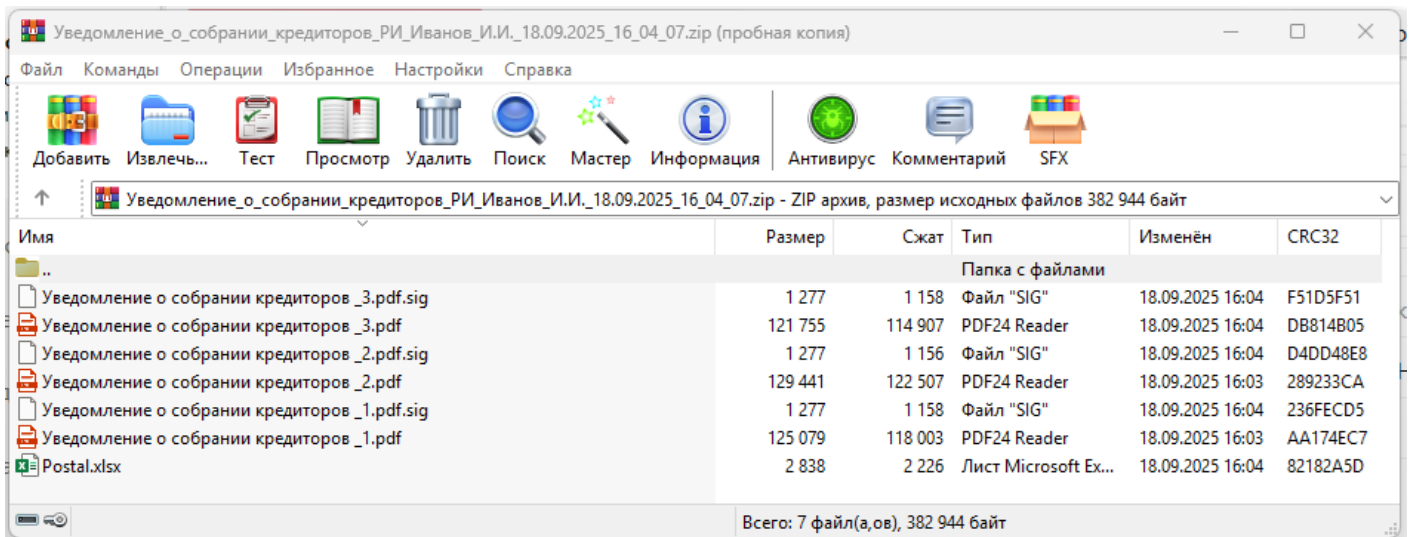 Уведомление_о_собрании_кредиторов_РИ_Иванов_И.И._18.09.2025_16_04_07.zip (пробная копия)
Файл Команды Операции Избранное Настройки Справка
Добавить Извлечь... Тест Просмотр Удалить Поиск Мастер Информация Антивирус Комментарий SFX
Уведомление_о_собрании_кредиторов_РИ_Иванов_И.И._18.09.2025_16_04_07.zip - ZIP архив, размер исходных файлов 382 944 байт
Имя Размер Сжат Тип Изменён CRC32
.. Папка с файлами
Уведомление о собрании кредиторов _3.pdf.sig 1 277 1 158 Файл "SIG" 18.09.2025 16:04 F51D5F51
Уведомление о собрании кредиторов _3.pdf 121 755 114 907 PDF24 Reader 18.09.2025 16:04 DB814B05
Уведомление о собрании кредиторов _2.pdf.sig 1 277 1 156 Файл "SIG" 18.09.2025 16:04 D4DD48E8
Уведомление о собрании кредиторов _2.pdf 129 441 122 507 PDF24 Reader 18.09.2025 16:03 289233CA
Уведомление о собрании кредиторов _1.pdf.sig 1 277 1 158 Файл "SIG" 18.09.2025 16:04 236FECD5
Уведомление о собрании кредиторов _1.pdf 125 079 118 003 PDF24 Reader 18.09.2025 16:03 AA174EC7
Postal.xlsx 2 838 2 226 Лист Microsoft Ex... 18.09.2025 16:04 82182A5D
Всего: 7 файл(а,ов), 382 944 байт